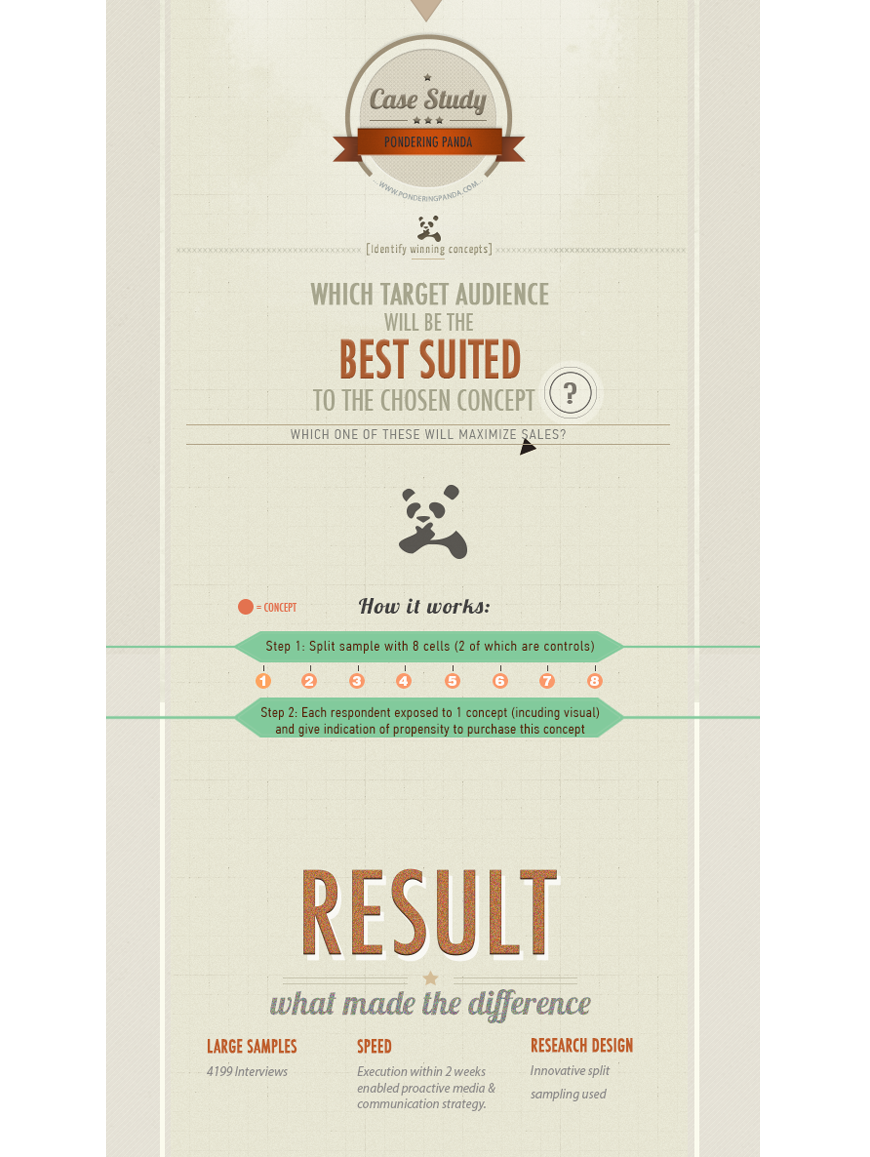 Case Study
PONDERING PANDA
WWW.PONDERINGPANDA.COM
[Identify winning concepts]
WHICH TARGET AUDIENCE
WILL BE THE
BEST SUITED
TO THE CHOSEN CONCEPT
?
WHICH ONE OF THESE WILL MAXIMIZE SALES?
= CONCEPT
How it works:
Step 1: Split sample with 8 cells (2 of which are controls)
1 2 3 4 5 6 7 8
Step 2: Each respondent exposed to 1 concept (incuding visual)
and give indication of propensity to purchase this concept
RESULT
what made the difference
LARGE SAMPLES
4199 Interviews
SPEED
Execution within 2 weeks
enabled proactive media &
communication strategy.
RESEARCH DESIGN
Innovative split
sampling used